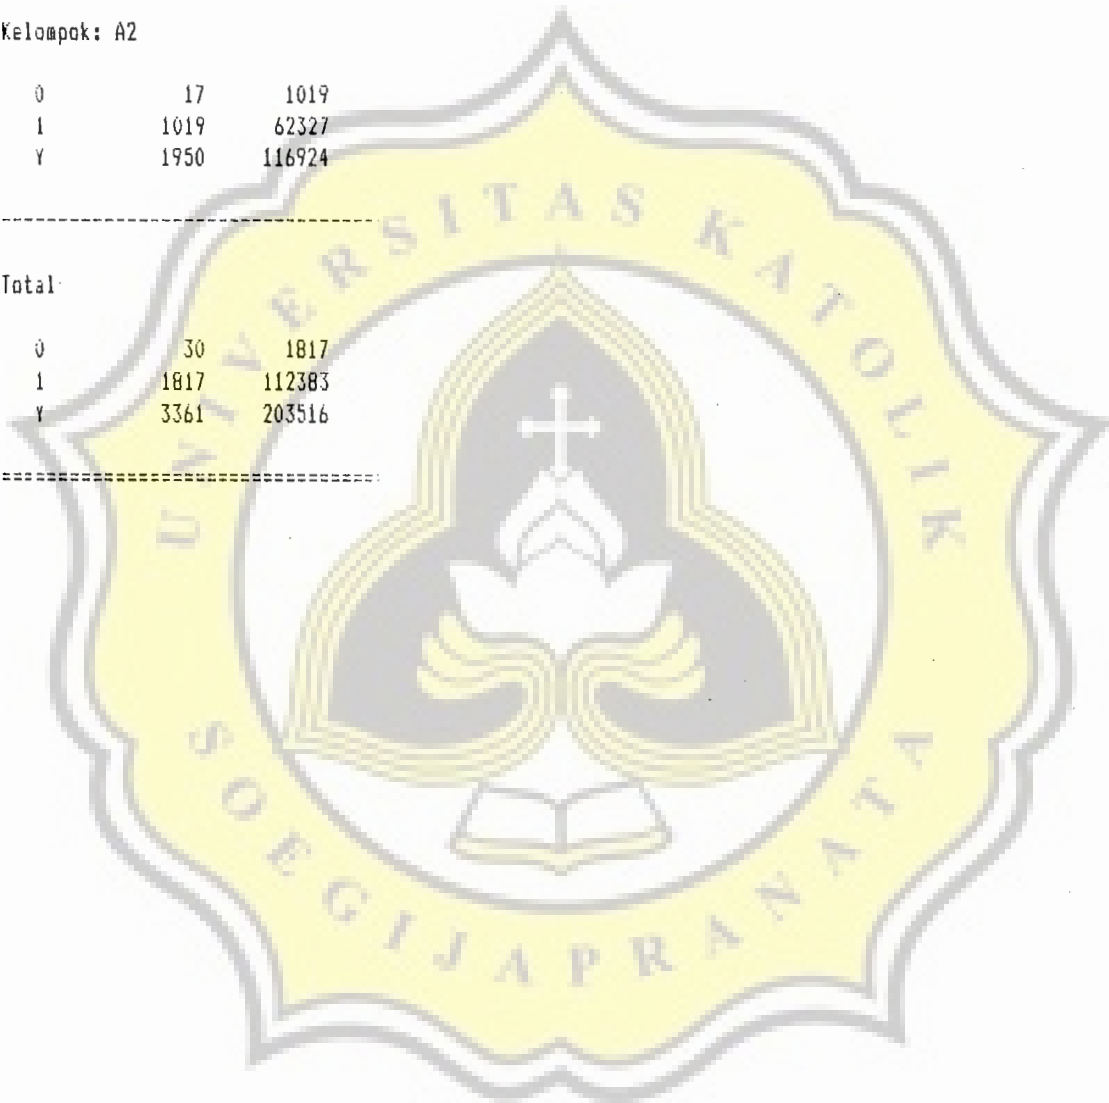 Kelompok: A2
0 17 1019
1 1019 62327
Y 1950 116924
Total
0 30 1817
1 1817 112383
Y 3361 203516
UNIVERSITAS KATOLIK
SOEGIJAPRANATA